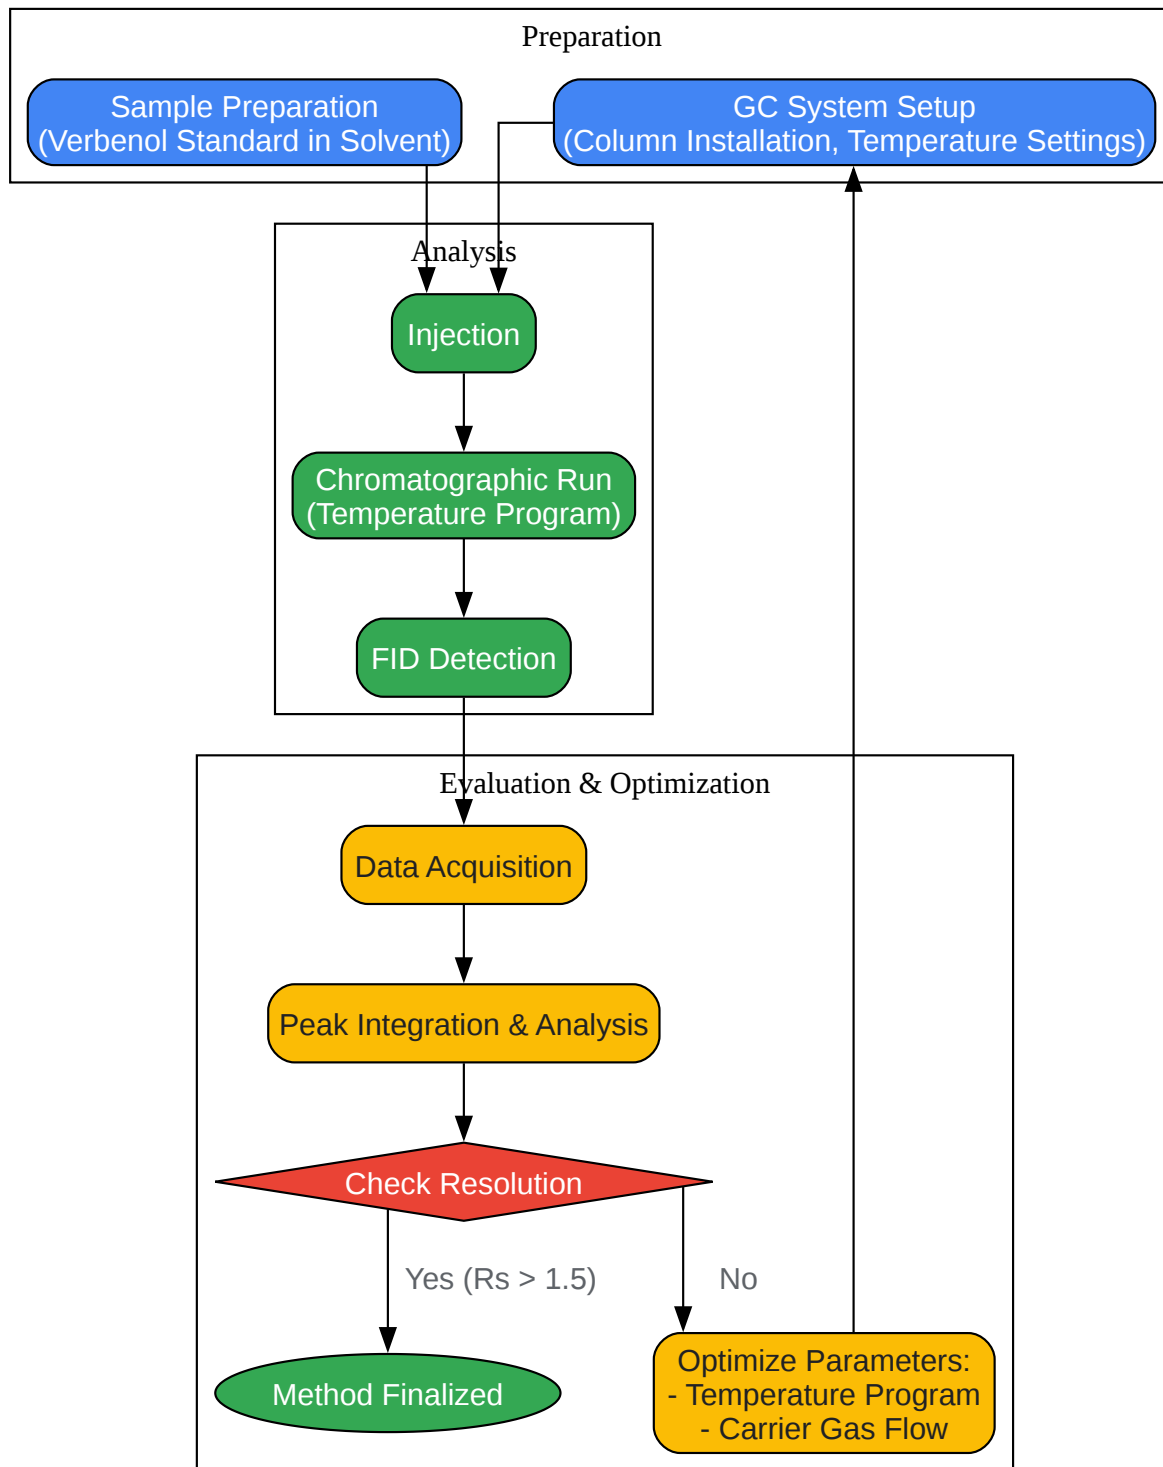 Preparation
Sample Preparation
(Verbenol Standard in Solvent)
GC System Setup
(Column Installation, Temperature Settings)
Analysis
Injection
Chromatographic Run
(Temperature Program)
FID Detection
Evaluation & Optimization
Data Acquisition
Peak Integration & Analysis
Check Resolution
Yes (Rs > 1.5)
No
Method Finalized
Optimize Parameters:
- Temperature Program
- Carrier Gas Flow